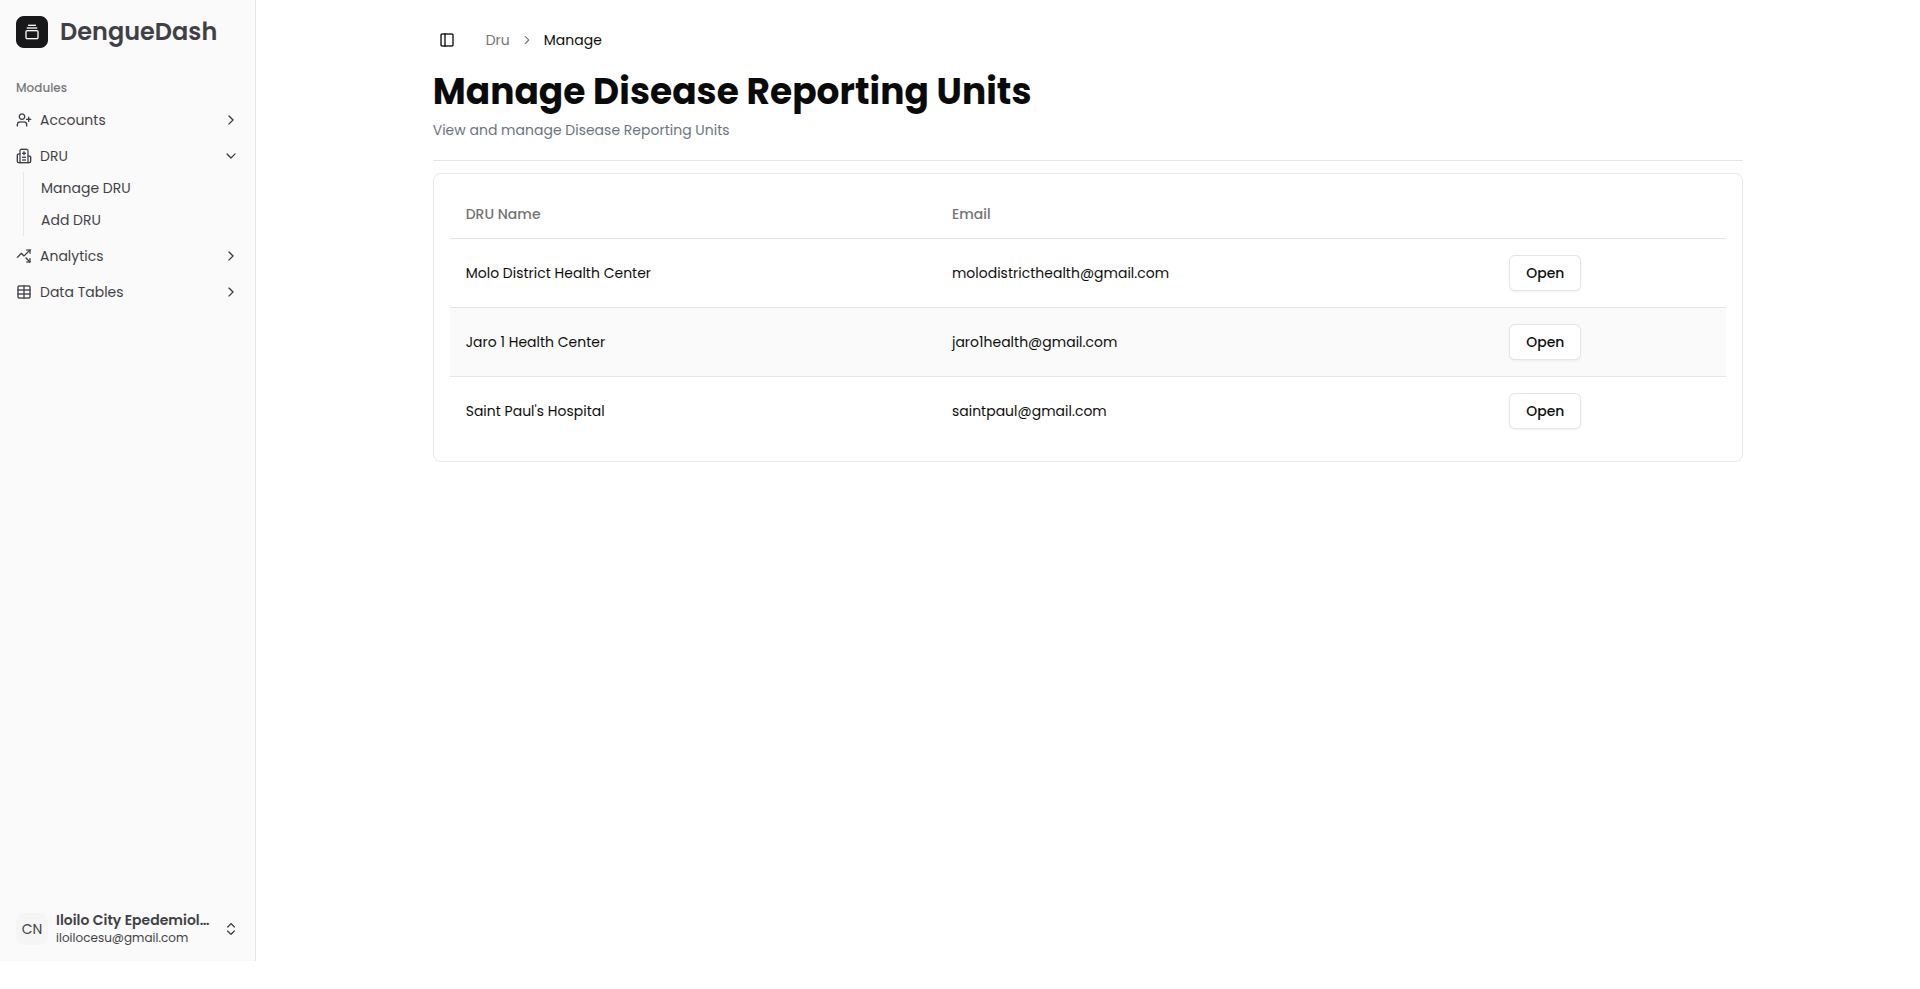 DengueDash
Modules
Accounts
DRU
Manage DRU
Add DRU
Analytics
Data Tables
CN
Iloilo City Epedemiol...
iloilocesu@gmail.com
Dru > Manage
Manage Disease Reporting Units
View and manage Disease Reporting Units
DRU Name Email
Molo District Health Center molodistricthealth@gmail.com Open
Jaro 1 Health Center jaro1health@gmail.com Open
Saint Paul's Hospital saintpaul@gmail.com Open